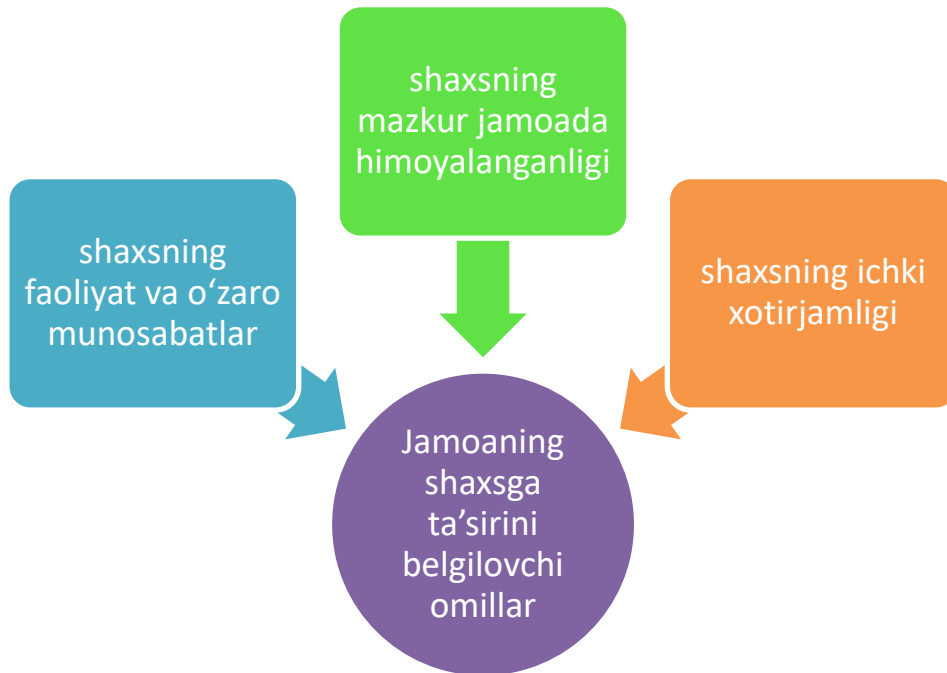 shaxsning
mazkur jamoada
himoyalanganligi
shaxsning
faoliyat va o‘zaro
munosabatlar
shaxsning ichki
xotirjamligi
Jamoaning
shaxsga
ta’sirini
belgilovchi
omillar